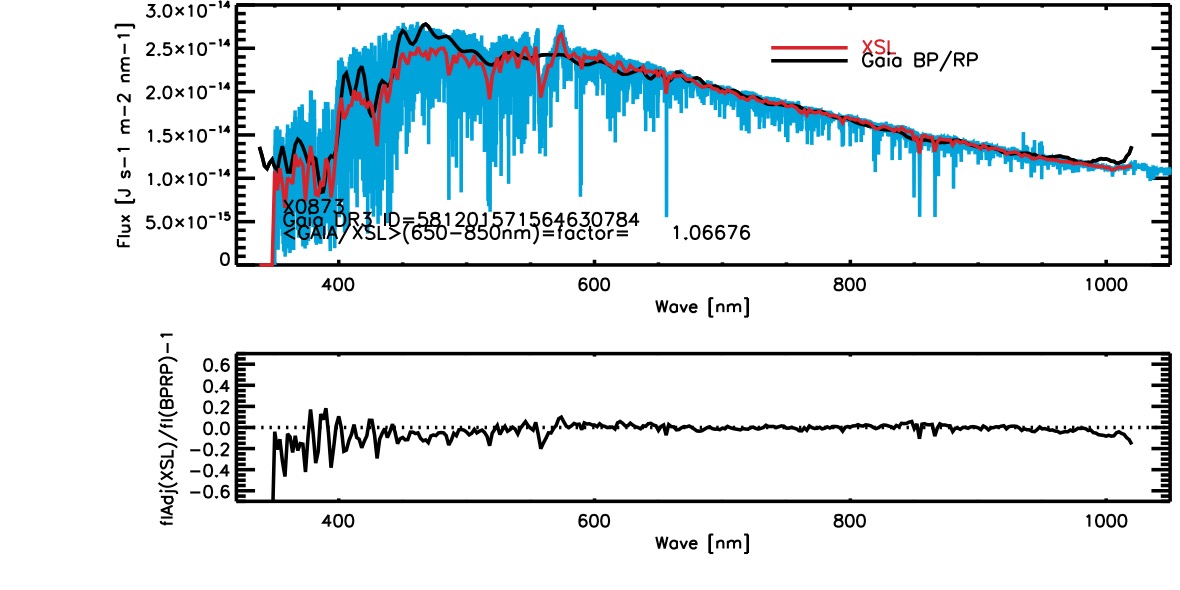 3.0×10−14
2.5×10−14
2.0×10−14
1.5×10−14
1.0×10−14
5.0×10−15
0
Flux [J s−1 m−2 nm−1]
XSL
Gaia BP/RP
X0873
Gaia DR3 ID=5812015715646307​84
<GAIA/XSL>(650−850nm)=factor= 1.06676
400 600 800 1000
Wave [nm]
0.6
0.4
0.2
0.0
−0.2
−0.4
−0.6
flAdj(XSL)/fl(BPRP)−1
400 600 800 1000
Wave [nm]